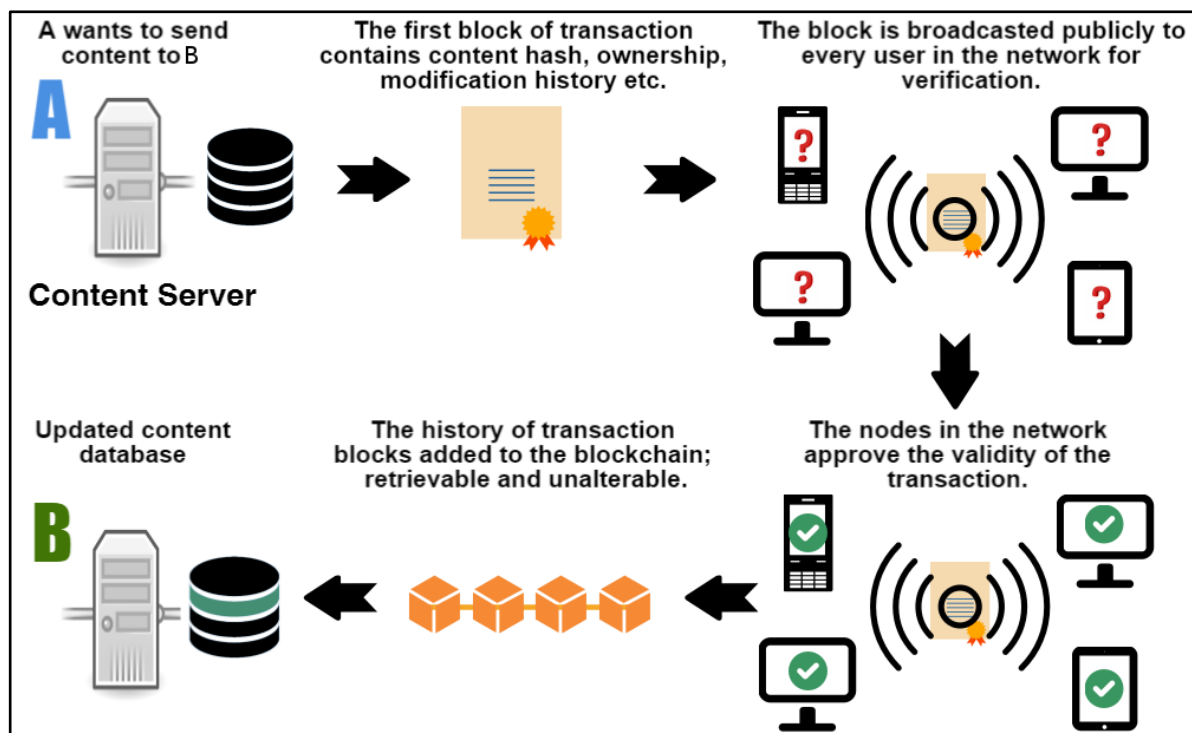 A wants to send
content to B
The first block of transaction
contains content hash, ownership,
modification history etc.
The block is broadcasted publicly to
every user in the network for
verification.
A
?
?
?
?
Content Server
Updated content
database
The history of transaction
blocks added to the blockchain;
retrievable and unalterable.
The nodes in the network
approve the validity of the
transaction.
B